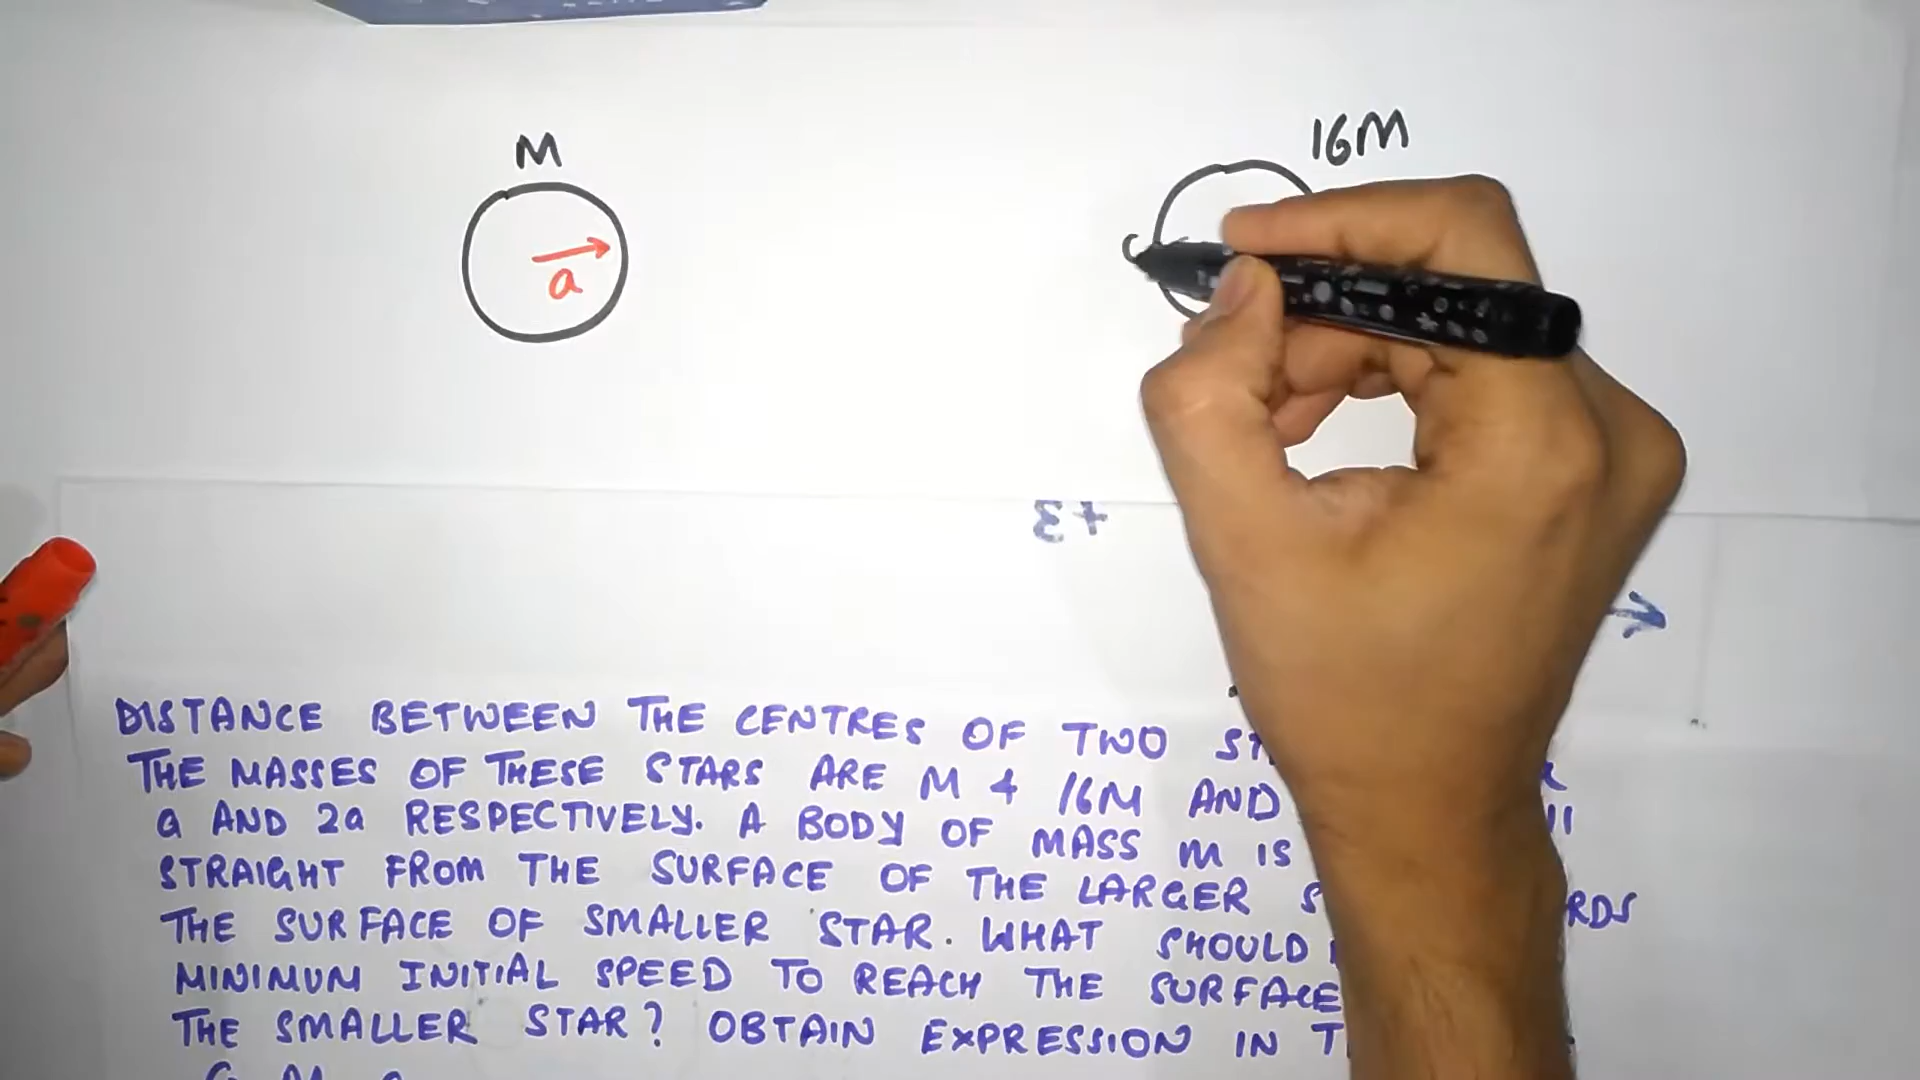 M
16M
a
DISTANCE BETWEEN THE CENTRES OF TWO
THE MASSES OF THESE STARS ARE M & 16M AND
a AND 2a RESPECTIVELY. A BODY OF MASS m IS
STRAIGHT FROM THE SURFACE OF THE LARGER
THE SURFACE OF SMALLER STAR. WHAT SHOULD
MINIMUM INITIAL SPEED TO REACH THE SURFACE
THE SMALLER STAR? OBTAIN EXPRESSION IN